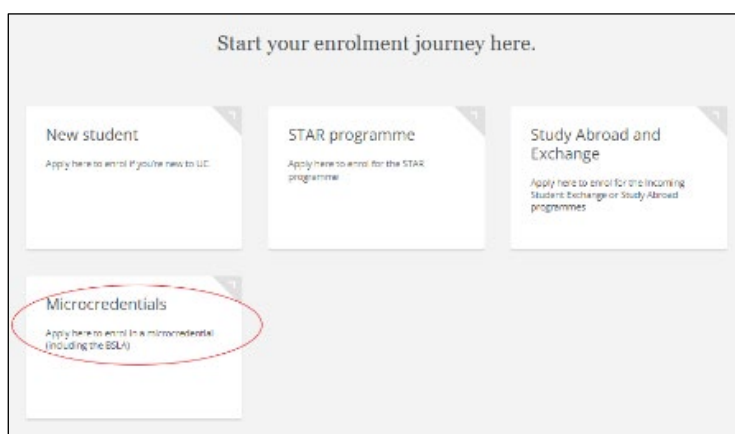 Start your enrolment journey here.
New student
Apply here to enrol if you're new to UC
STAR programme
Apply here to enrol for the STAR
programme
Study Abroad and
Exchange
Apply here to enrol for the Incoming
Student Exchange or Study Abroad
programmes
Microcredentials
Apply here to enrol in a microcredential
(including the BSLA)